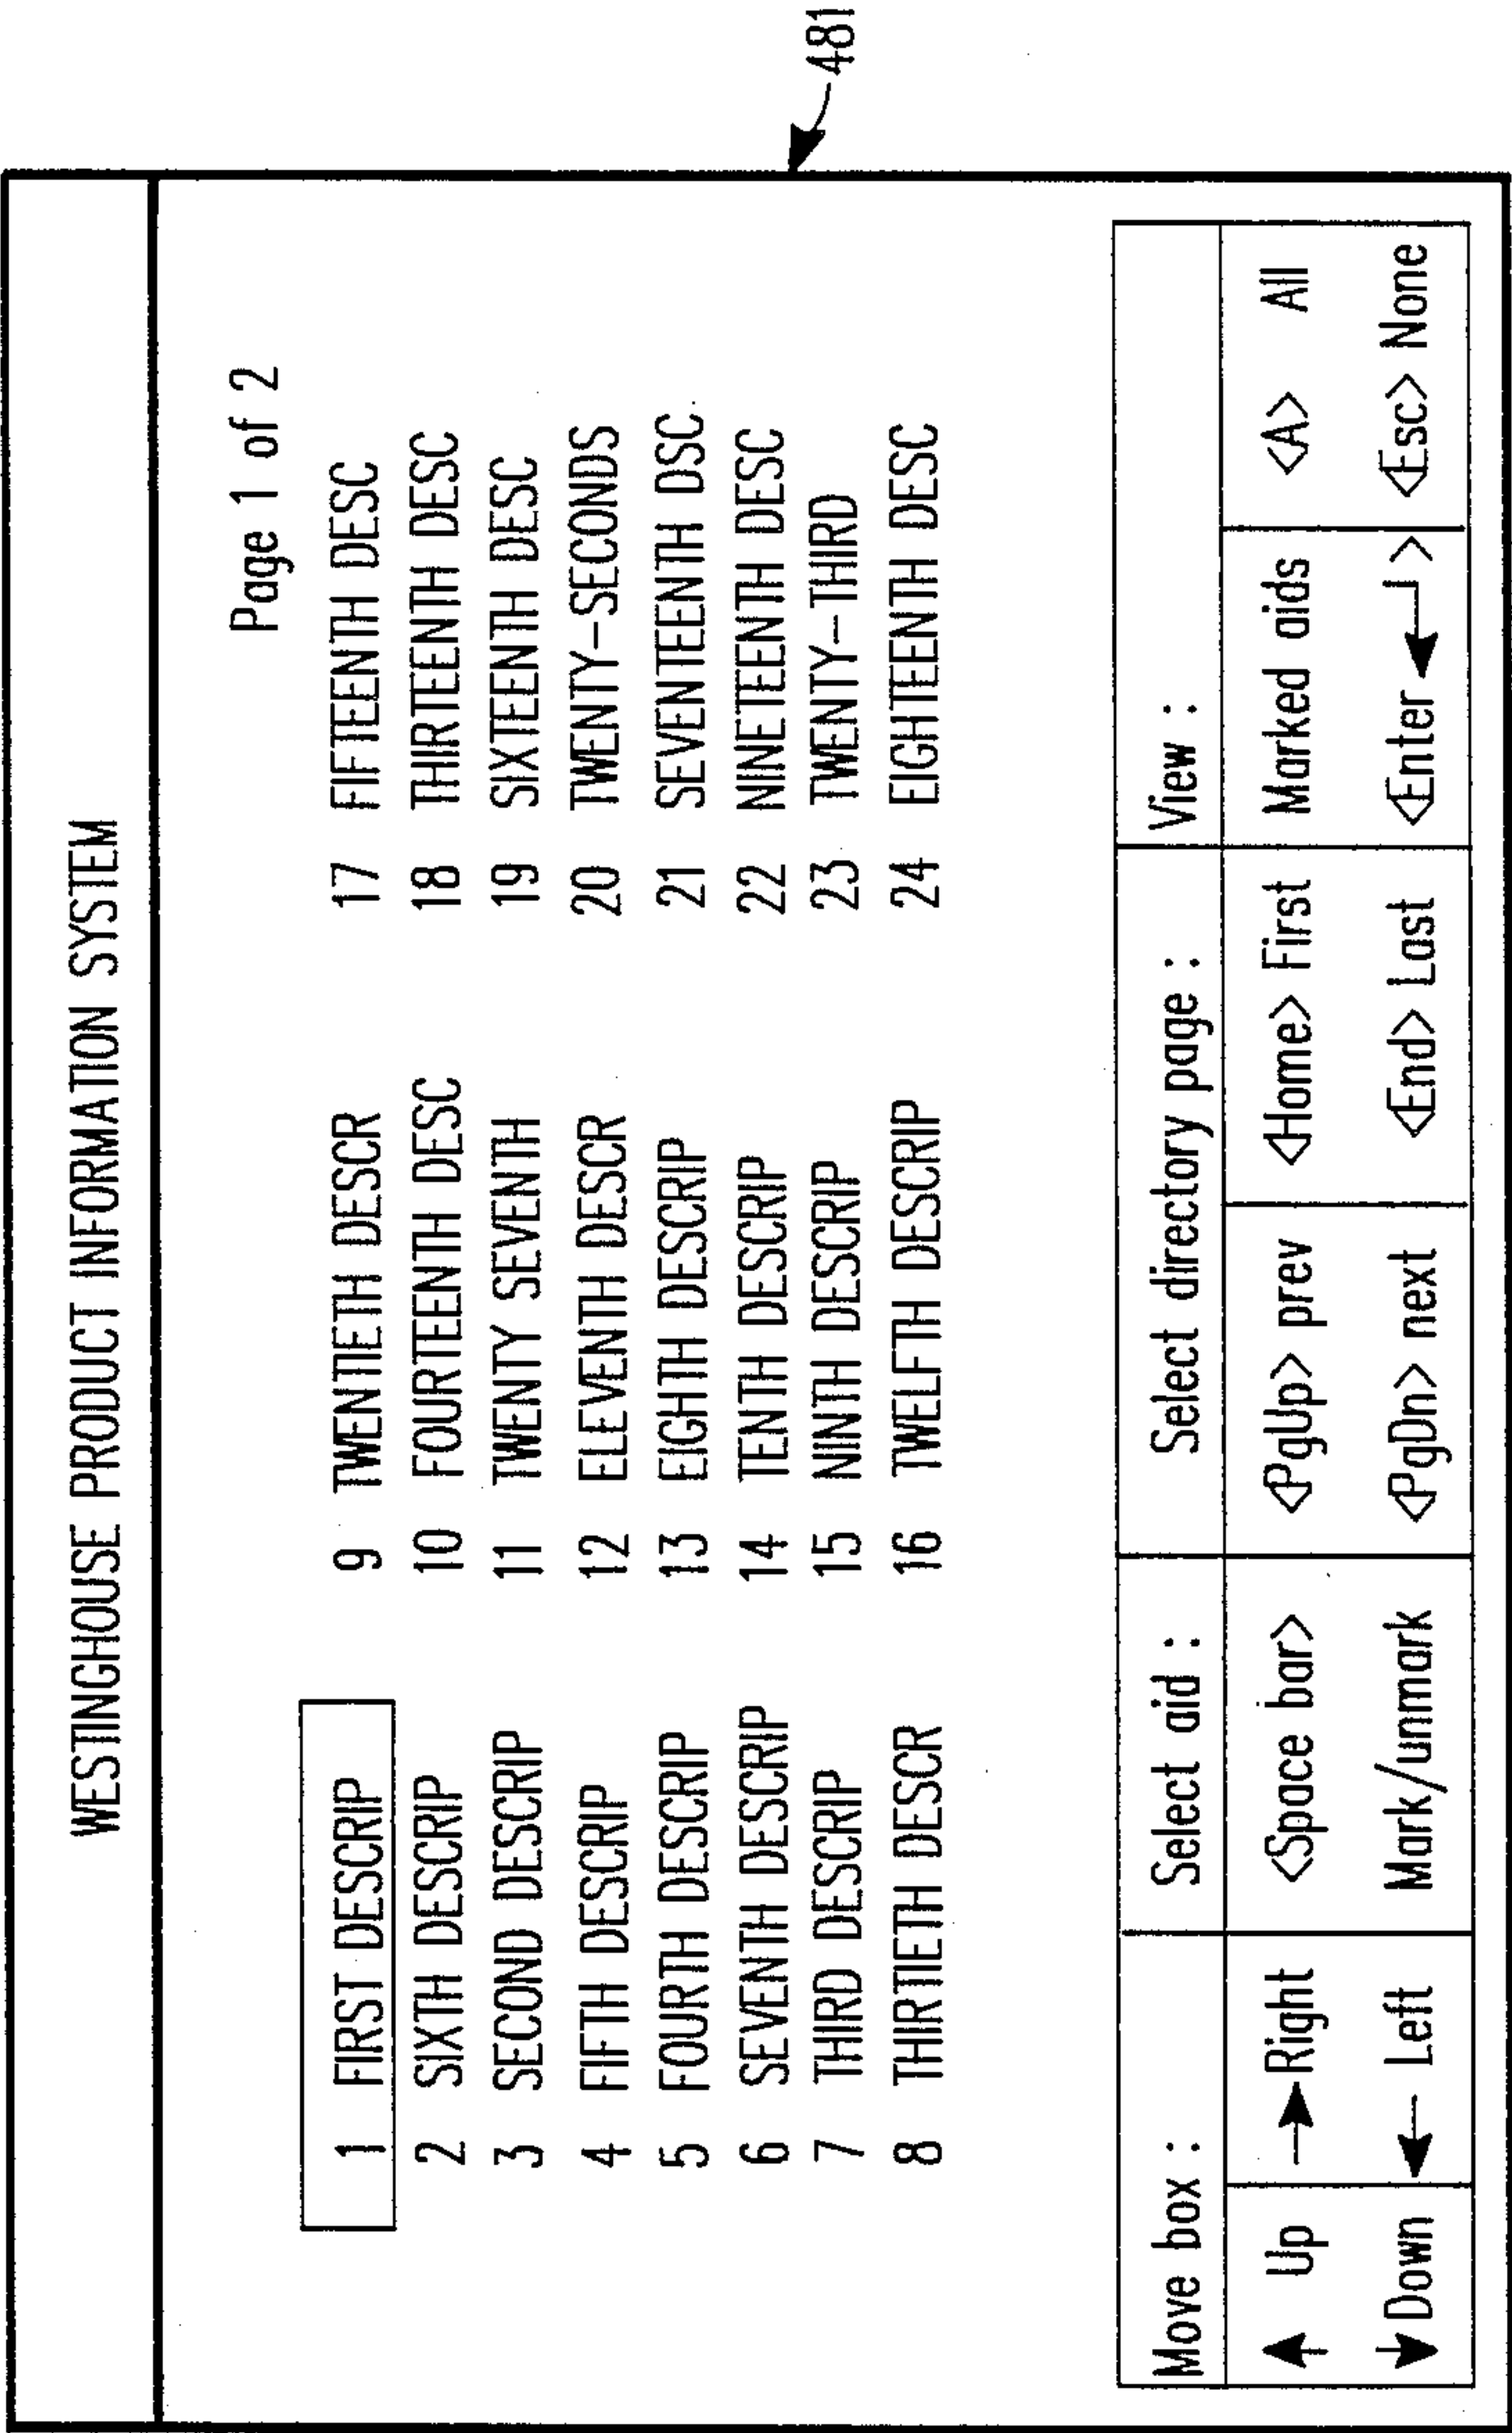 WESTINGHOUSE PRODUCT INFORMATION SYSTEM
Page 1 of 2
1 FIRST DESCRIP 9 TWENTIETH DESCR 17 FIFTEENTH DESC
2 SIXTH DESCRIP 10 FOURTEENTH DESC 18 THIRTEENTH DESC
3 SECOND DESCRIP 11 TWENTY SEVENTH 19 SIXTEENTH DESC
4 FIFTH DESCRIP 12 ELEVENTH DESCR 20 TWENTY-SECONDS
5 FOURTH DESCRIP 13 EIGHTH DESCRIP 21 SEVENTEENTH DSC
6 SEVENTH DESCRIP 14 TENTH DESCRIP 22 NINETEENTH DESC
7 THIRD DESCRIP 15 NINTH DESCRIP 23 TWENTY-THIRD
8 THIRTIETH DESCR 16 TWELFTH DESCRIP 24 EIGHTEENTH DESC
Move box : Select aid : Select directory page : View :
↑ Up → Right <Space bar> <PgUp> prev <Home> First Marked aids <A> All
↓ Down ← Left Mark/unmark <PgDn> next <End> Last <Enter ↵> <Esc> None
481